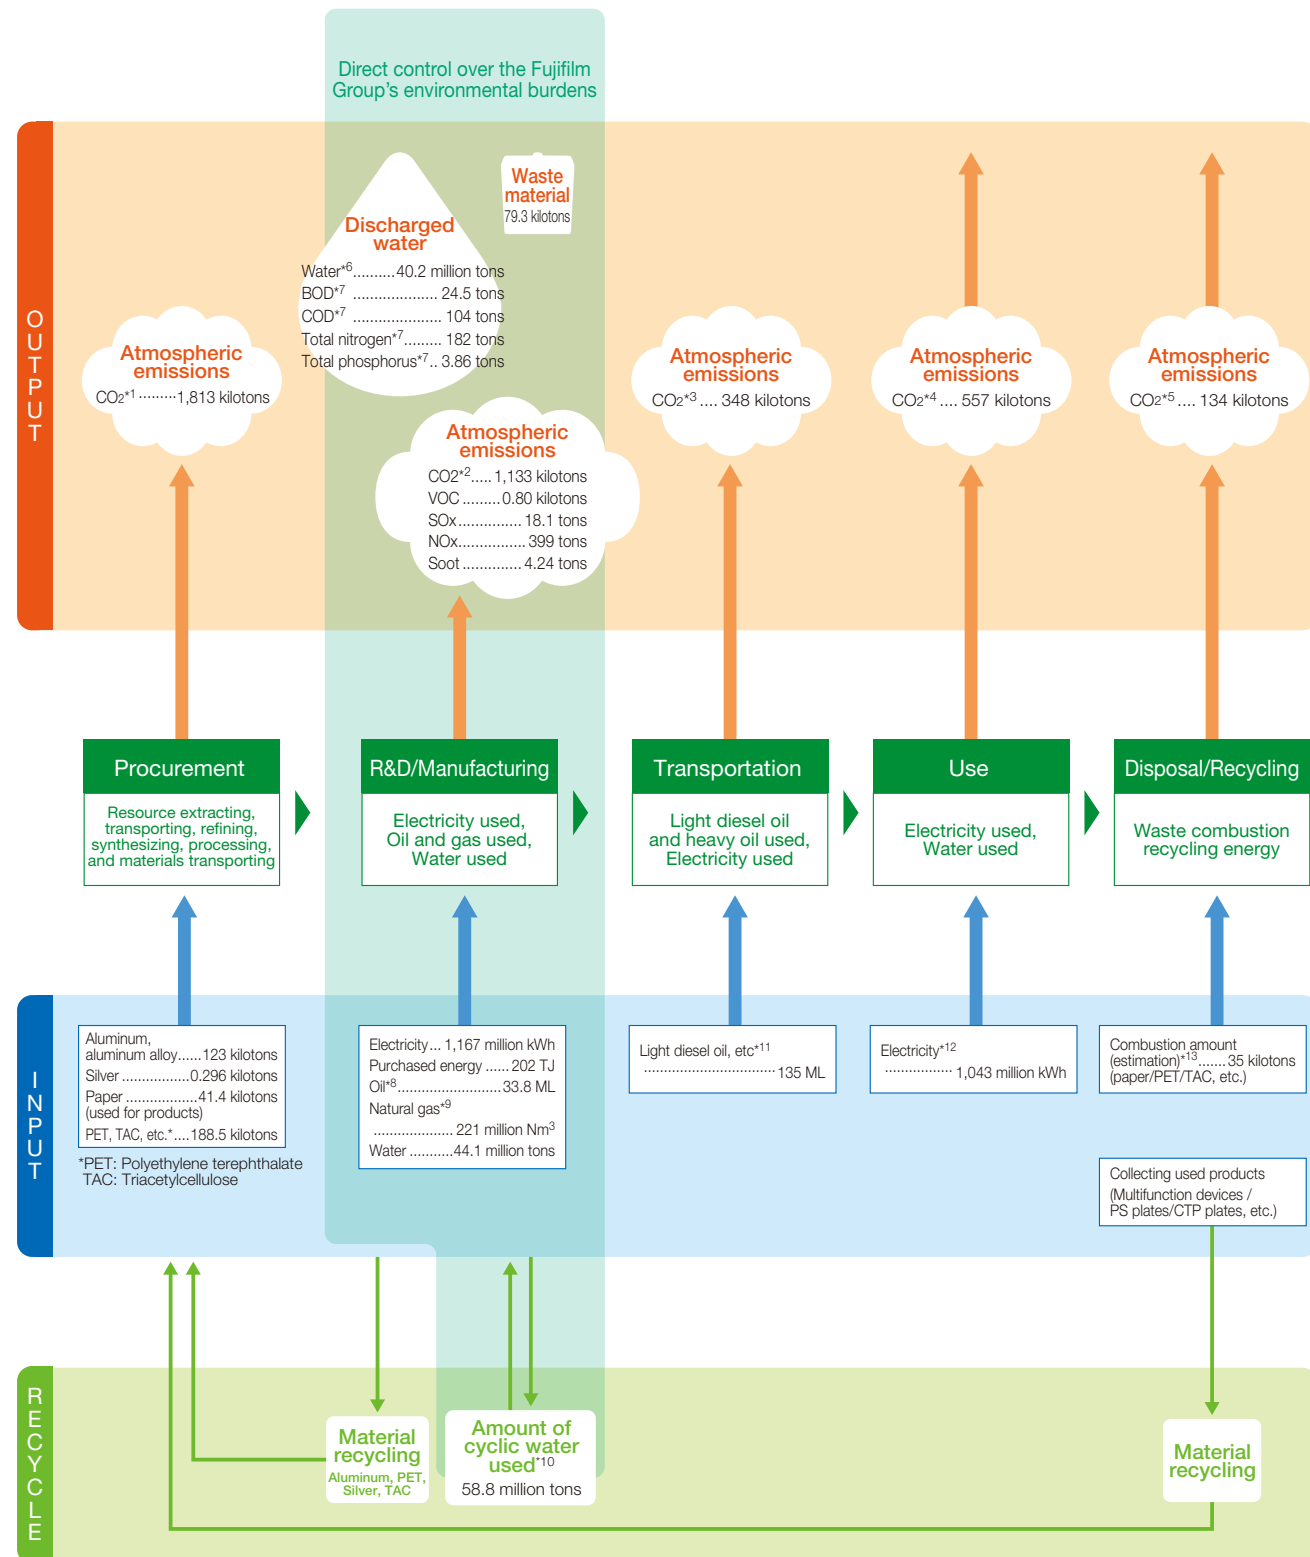 Direct control over the Fujifilm
Group's environmental burdens
OUTPUT
Waste
material
79.3 kilotons
Discharged
water
Water*6..........40.2 million tons
BOD*7 .................... 24.5 tons
COD*7 ..................... 104 tons
Total nitrogen*7......... 182 tons
Total phosphorus*7.. 3.86 tons
Atmospheric
emissions
CO2*1 ·········1,813 kilotons
Atmospheric
emissions
CO2*2..... 1,133 kilotons
VOC .........0.80 kilotons
SOx............... 18.1 tons
NOx................ 399 tons
Soot .............. 4.24 tons
Atmospheric
emissions
CO2*3 .... 348 kilotons
Atmospheric
emissions
CO2*4 .... 557 kilotons
Atmospheric
emissions
CO2*5 .... 134 kilotons
Procurement
Resource extracting,
transporting, refining,
synthesizing, processing,
and materials transporting
R&D/Manufacturing
Electricity used,
Oil and gas used,
Water used
Transportation
Light diesel oil
and heavy oil used,
Electricity used
Use
Electricity used,
Water used
Disposal/Recycling
Waste combustion
recycling energy
INPUT
Aluminum,
aluminum alloy......123 kilotons
Silver ................0.296 kilotons
Paper .................41.4 kilotons
(used for products)
PET, TAC, etc.*....188.5 kilotons
*PET: Polyethylene terephthalate
TAC: Triacetylcellulose
Electricity... 1,167 million kWh
Purchased energy ...... 202 TJ
Oil*8.........................33.8 ML
Natural gas*9
.................... 221 million Nm3
Water ...........44.1 million tons
Light diesel oil, etc*11
································· 135 ML
Electricity*12
················· 1,043 million kWh
Combustion amount
(estimation)*13....... 35 kilotons
(paper/PET/TAC, etc.)
Collecting used products
(Multifunction devices /
PS plates/CTP plates, etc.)
RECYCLE
Material
recycling
Aluminum, PET,
Silver, TAC
Amount of
cyclic water
used*10
58.8 million tons
Material
recycling